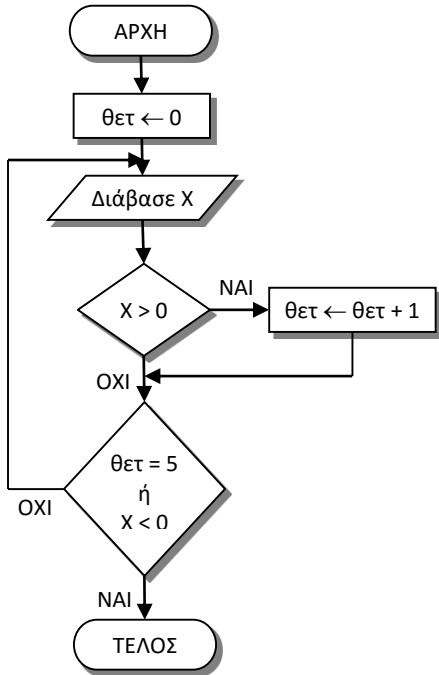 ΑΡΧΗ
θετ ← 0
Διάβασε Χ
Χ > 0
ΝΑΙ
θετ ← θετ + 1
ΟΧΙ
θετ = 5
ή
Χ < 0
ΟΧΙ
ΝΑΙ
ΤΕΛΟΣ